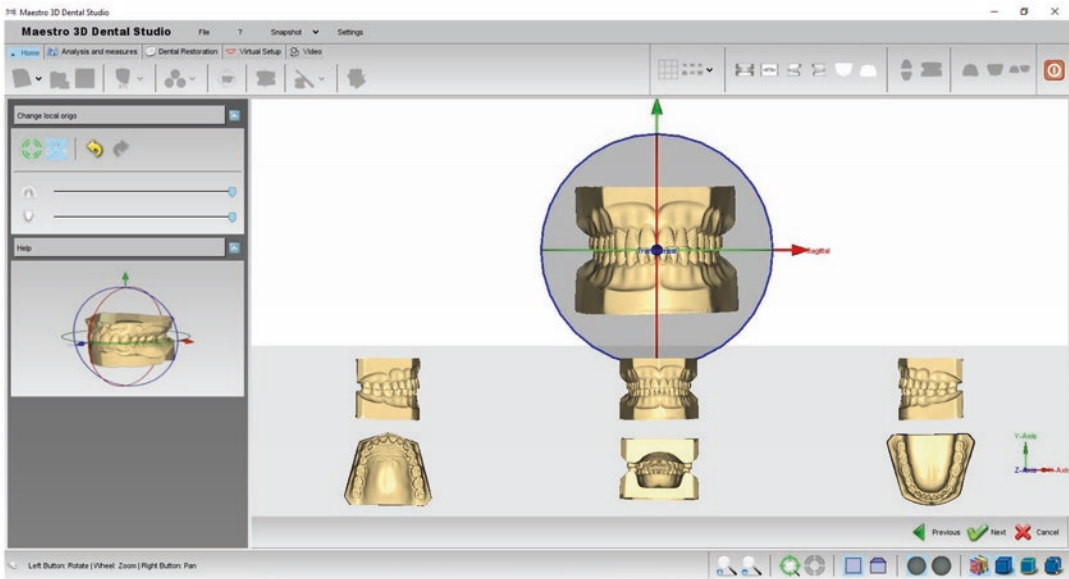 Maestro 3D Dental Studio
Maestro 3D Dental Studio File ? Snapshot Settings
Home Analysis and measures Dental Restoration Virtual Setup Video
Change local origo
Help
Sagittal
Y-Axis
Z-Axis
Previous Next Cancel
Left Button: Rotate | Wheel: Zoom | Right Button: Pan